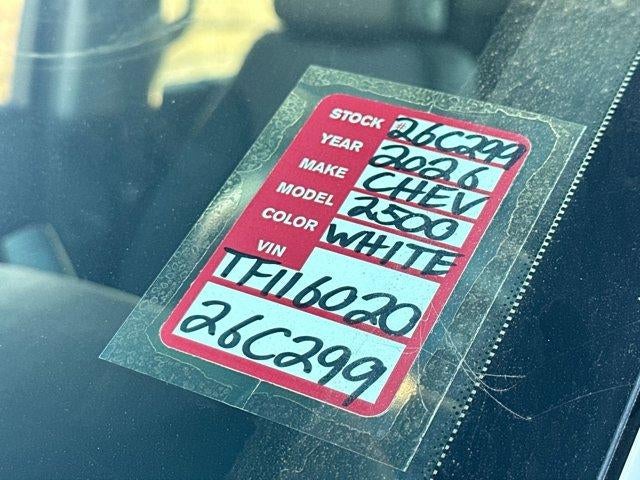 STOCK #26C299
YEAR 2026
MAKE CHEV
MODEL 2500
COLOR WHITE
VIN
TF116020
26C299